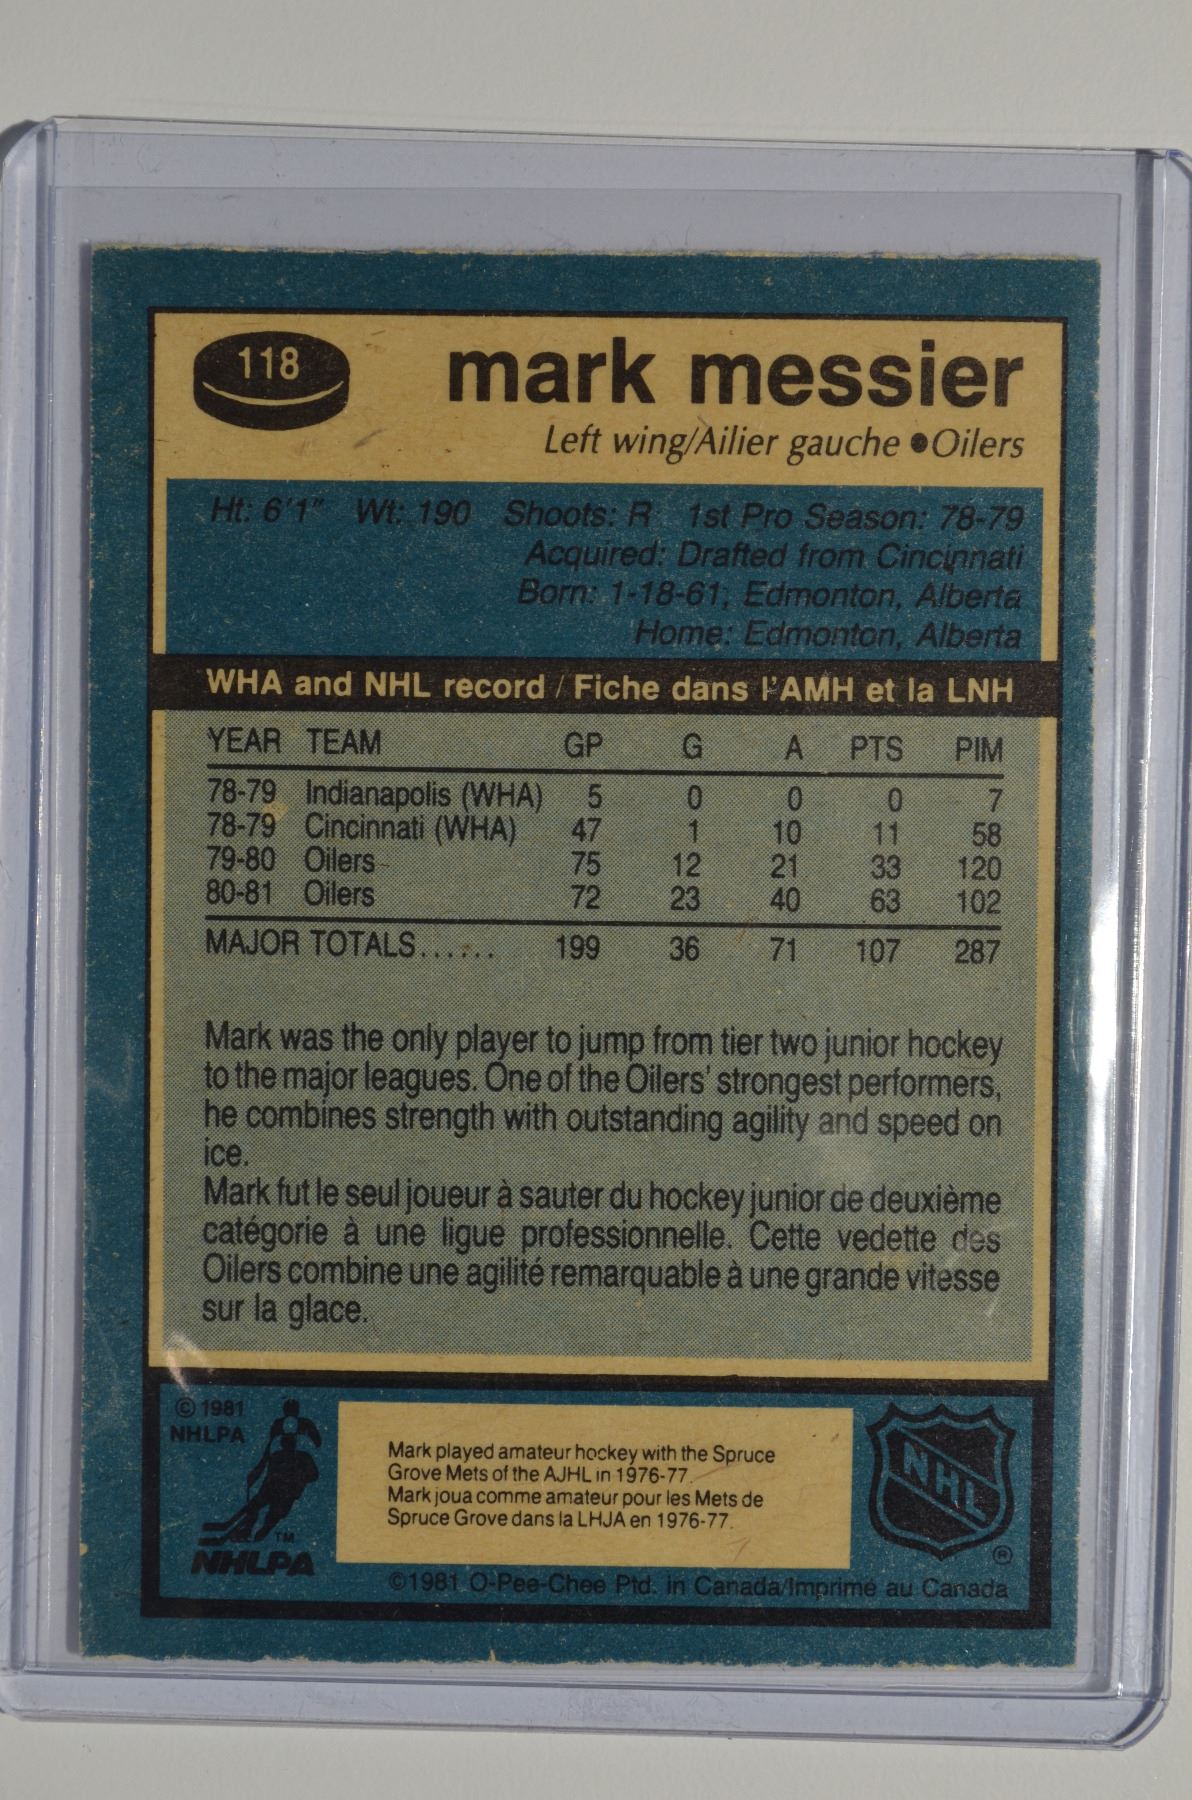 118
mark messier
Left wing/Ailier gauche ●Oilers
Ht: 6'1" Wt: 190 Shoots: R 1st Pro Season: 78-79
Acquired: Drafted from Cincinnati
Born: 1-18-61, Edmonton, Alberta
Home: Edmonton, Alberta
WHA and NHL record / Fiche dans l'AMH et la LNH
YEAR TEAM GP G A PTS PIM
78-79 Indianapolis (WHA) 5 0 0 0 7
78-79 Cincinnati (WHA) 47 1 10 11 58
79-80 Oilers 75 12 21 33 120
80-81 Oilers 72 23 40 63 102
MAJOR TOTALS...... 199 36 71 107 287
Mark was the only player to jump from tier two junior hockey
to the major leagues. One of the Oilers' strongest performers,
he combines strength with outstanding agility and speed on
ice.
Mark fut le seul joueur à sauter du hockey junior de deuxième
catégorie à une ligue professionnelle. Cette vedette des
Oilers combine une agilité remarquable à une grande vitesse
sur la glace.
© 1981
NHLPA
TM
NHLPA
Mark played amateur hockey with the Spruce
Grove Mets of the AJHL in 1976-77.
Mark joua comme amateur pour les Mets de
Spruce Grove dans la LHJA en 1976-77.
NHL
®
©1981 O-Pee-Chee Ptd. in Canada/Imprimé au Canada